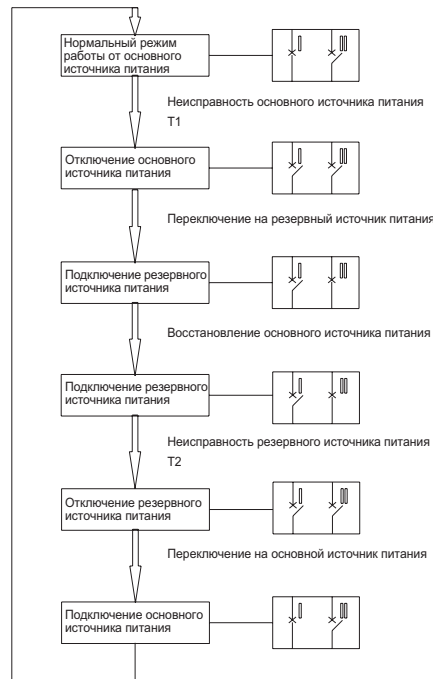 Нормальный режим
работы от основного
источника питания
Неисправность основного источника питания
T1
Отключение основного
источника питания
Переключение на резервный источник питания
Подключение резервного
источника питания
Восстановление основного источника питания
Подключение резервного
источника питания
Неисправность резервного источника питания
T2
Отключение резервного
источника питания
Переключение на основной источник питания
Подключение основного
источника питания